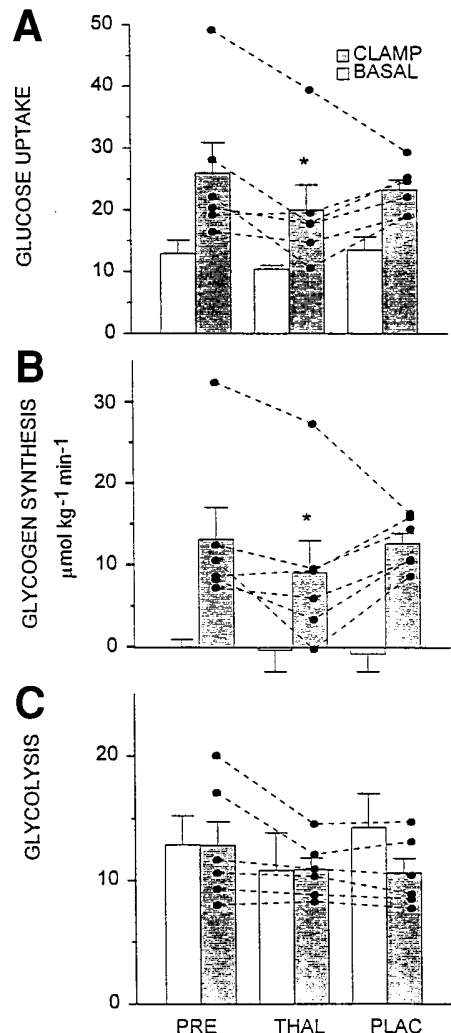 A
50
40
30
20
10
0
GLUCOSE UPTAKE
CLAMP
BASAL
*
B
30
20
10
0
GLYCOGEN SYNTHESIS
μmol kg-1 min-1
*
C
20
10
0
GLYCOLYSIS
PRE THAL PLAC